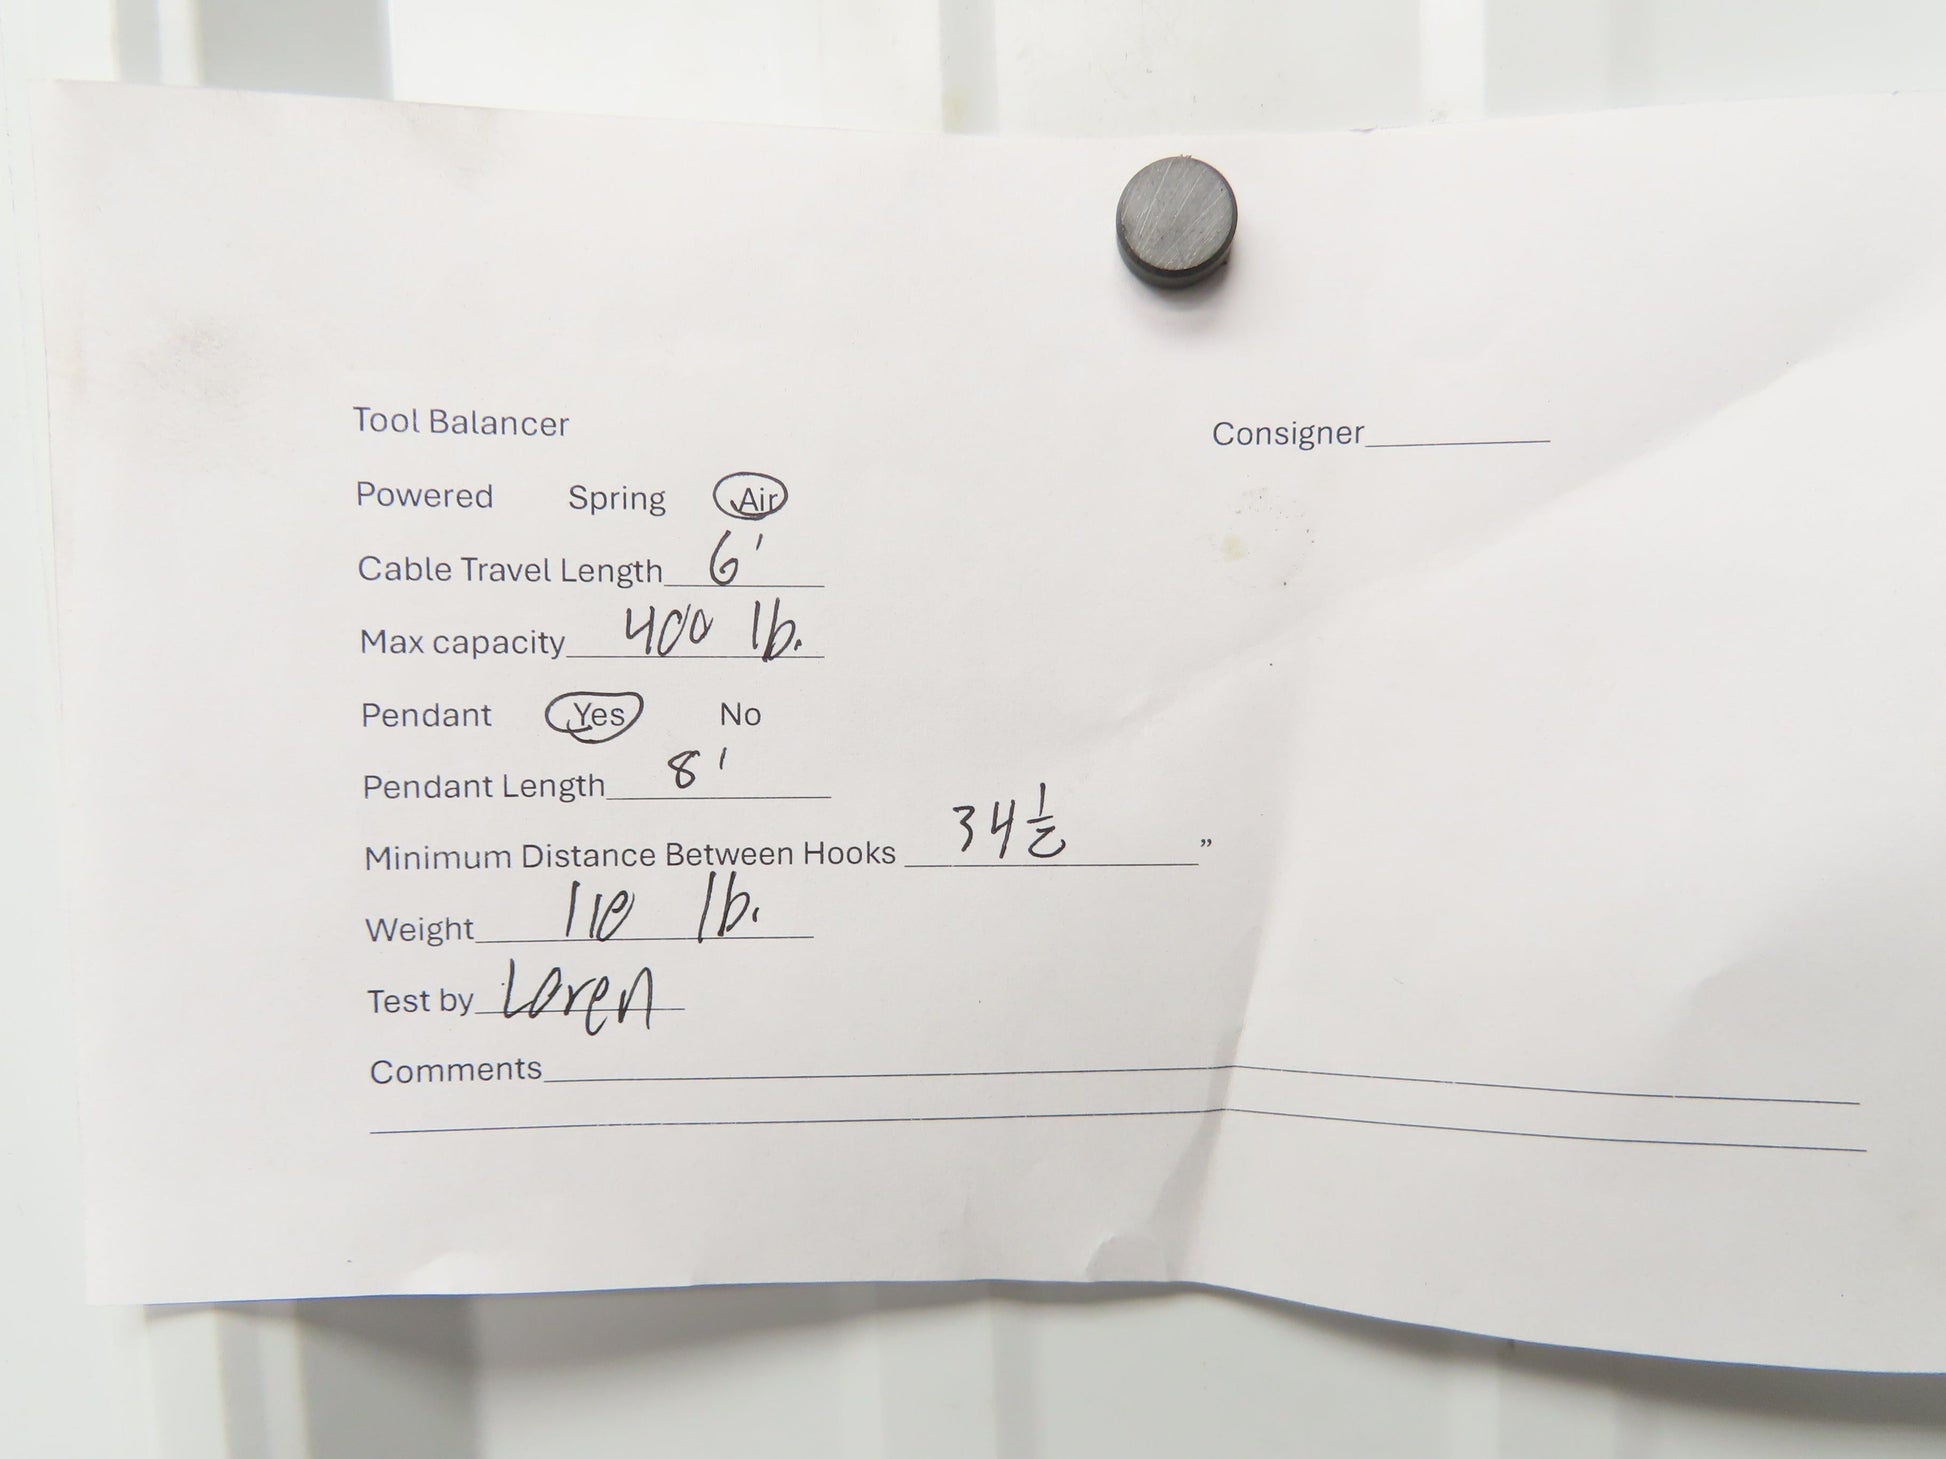 Tool Balancer
Consigner
Powered Spring Air
Cable Travel Length 6'
Max capacity 400 lb.
Pendant Yes No
Pendant Length 8'
Minimum Distance Between Hooks 34 1/2 ”
Weight 110 lb.
Test by Loren
Comments